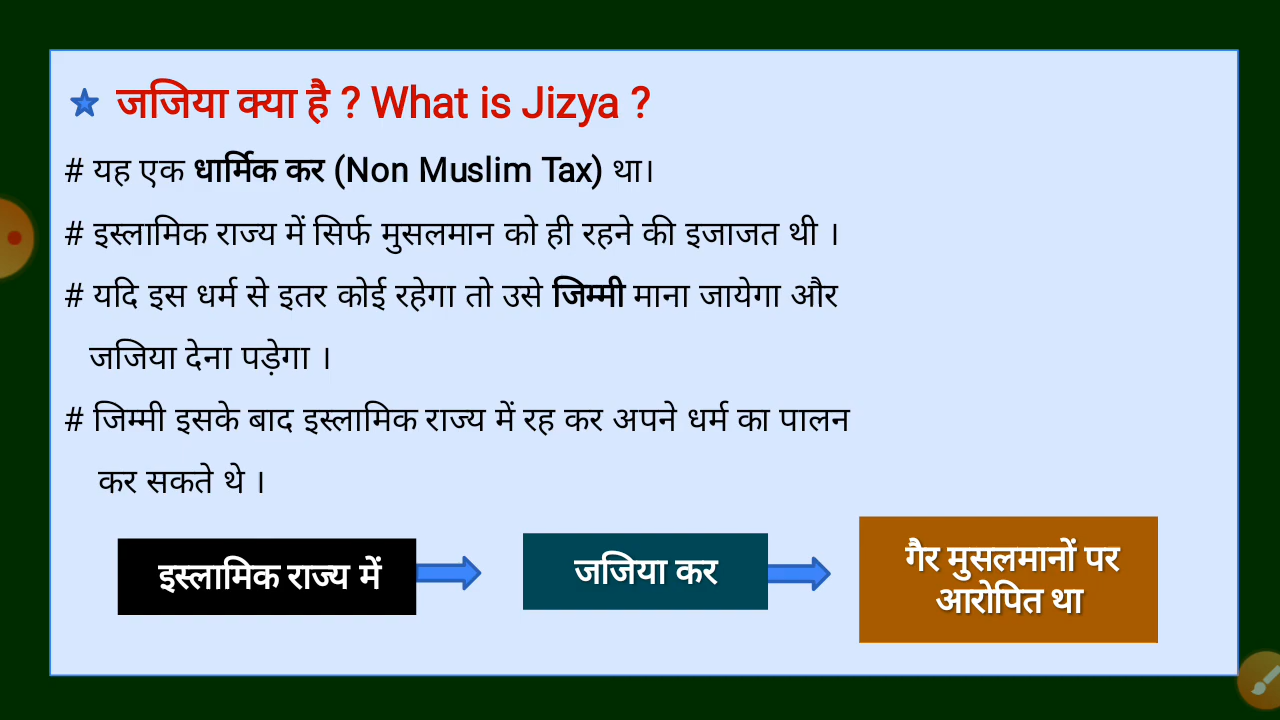 जजिया क्या है ? What is Jizya ?
# यह एक धार्मिक कर (Non Muslim Tax) था।
# इस्लामिक राज्य में सिर्फ मुसलमान को ही रहने की इजाजत थी ।
# यदि इस धर्म से इतर कोई रहेगा तो उसे जिम्मी माना जायेगा और
जजिया देना पड़ेगा ।
# जिम्मी इसके बाद इस्लामिक राज्य में रह कर अपने धर्म का पालन
कर सकते थे ।
इस्लामिक राज्य में
जजिया कर
गैर मुसलमानों पर
आरोपित था